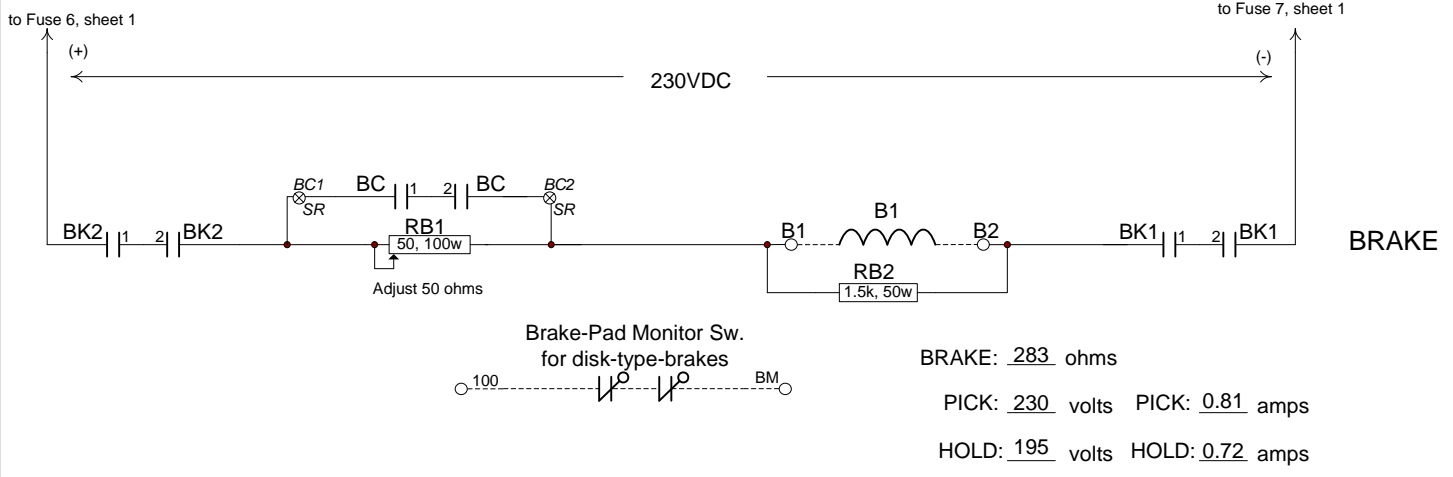 to Fuse 6, sheet 1
to Fuse 7, sheet 1
(+)
(-)
230VDC
BC1
SR
BC
1
2
BC
BC2
SR
BK2
1
2
BK2
RB1
50, 100w
Adjust 50 ohms
B1
B1
B2
RB2
1.5k, 50w
BK1
1
2
BK1
BRAKE
Brake-Pad Monitor Sw.
for disk-type-brakes
100
BM
BRAKE: 283 ohms
PICK: 230 volts PICK: 0.81 amps
HOLD: 195 volts HOLD: 0.72 amps